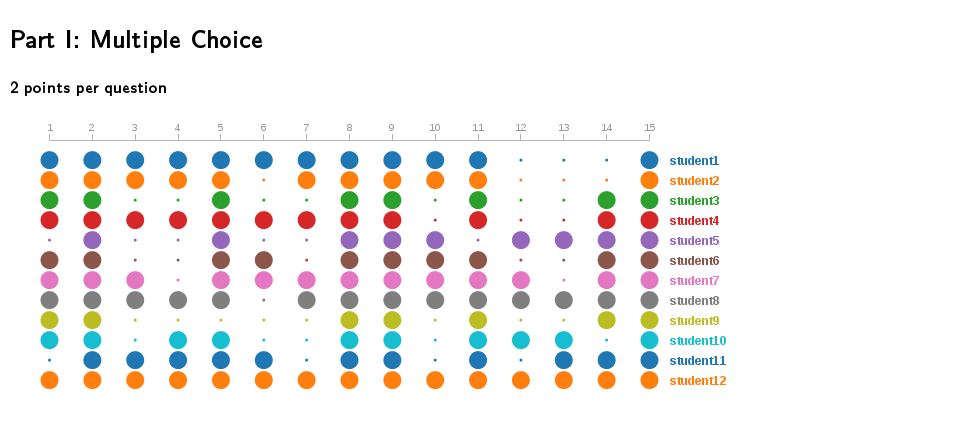 Part I: Multiple Choice
2 points per question
1 2 3 4 5 6 7 8 9 10 11 12 13 14 15
student1
student2
student3
student4
student5
student6
student7
student8
student9
student10
student11
student12